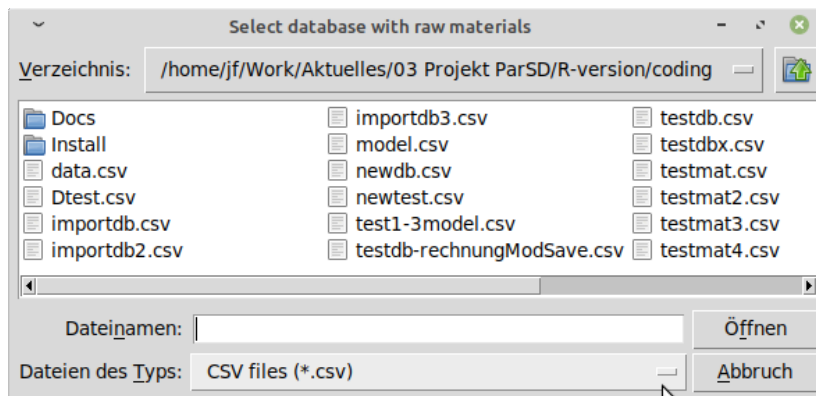 Select database with raw materials
Verzeichnis: /home/jf/Work/Aktuelles/03 Projekt ParSD/R-version/coding
Docs importdb3.csv testdb.csv
Install model.csv testdbx.csv
data.csv newdb.csv testmat.csv
Dtest.csv newtest.csv testmat2.csv
importdb.csv test1-3model.csv testmat3.csv
importdb2.csv testdb-rechnungModSave.csv testmat4.csv
Dateinamen: Öffnen
Dateien des Typs: CSV files (*.csv) Abbruch